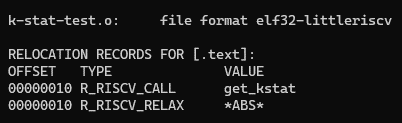 k-stat-test.o:     file format elf32-littleriscv
RELOCATION RECORDS FOR [.text]:
OFFSET   TYPE              VALUE
00000010 R_RISCV_CALL      get_kstat
00000010 R_RISCV_RELAX     *ABS*